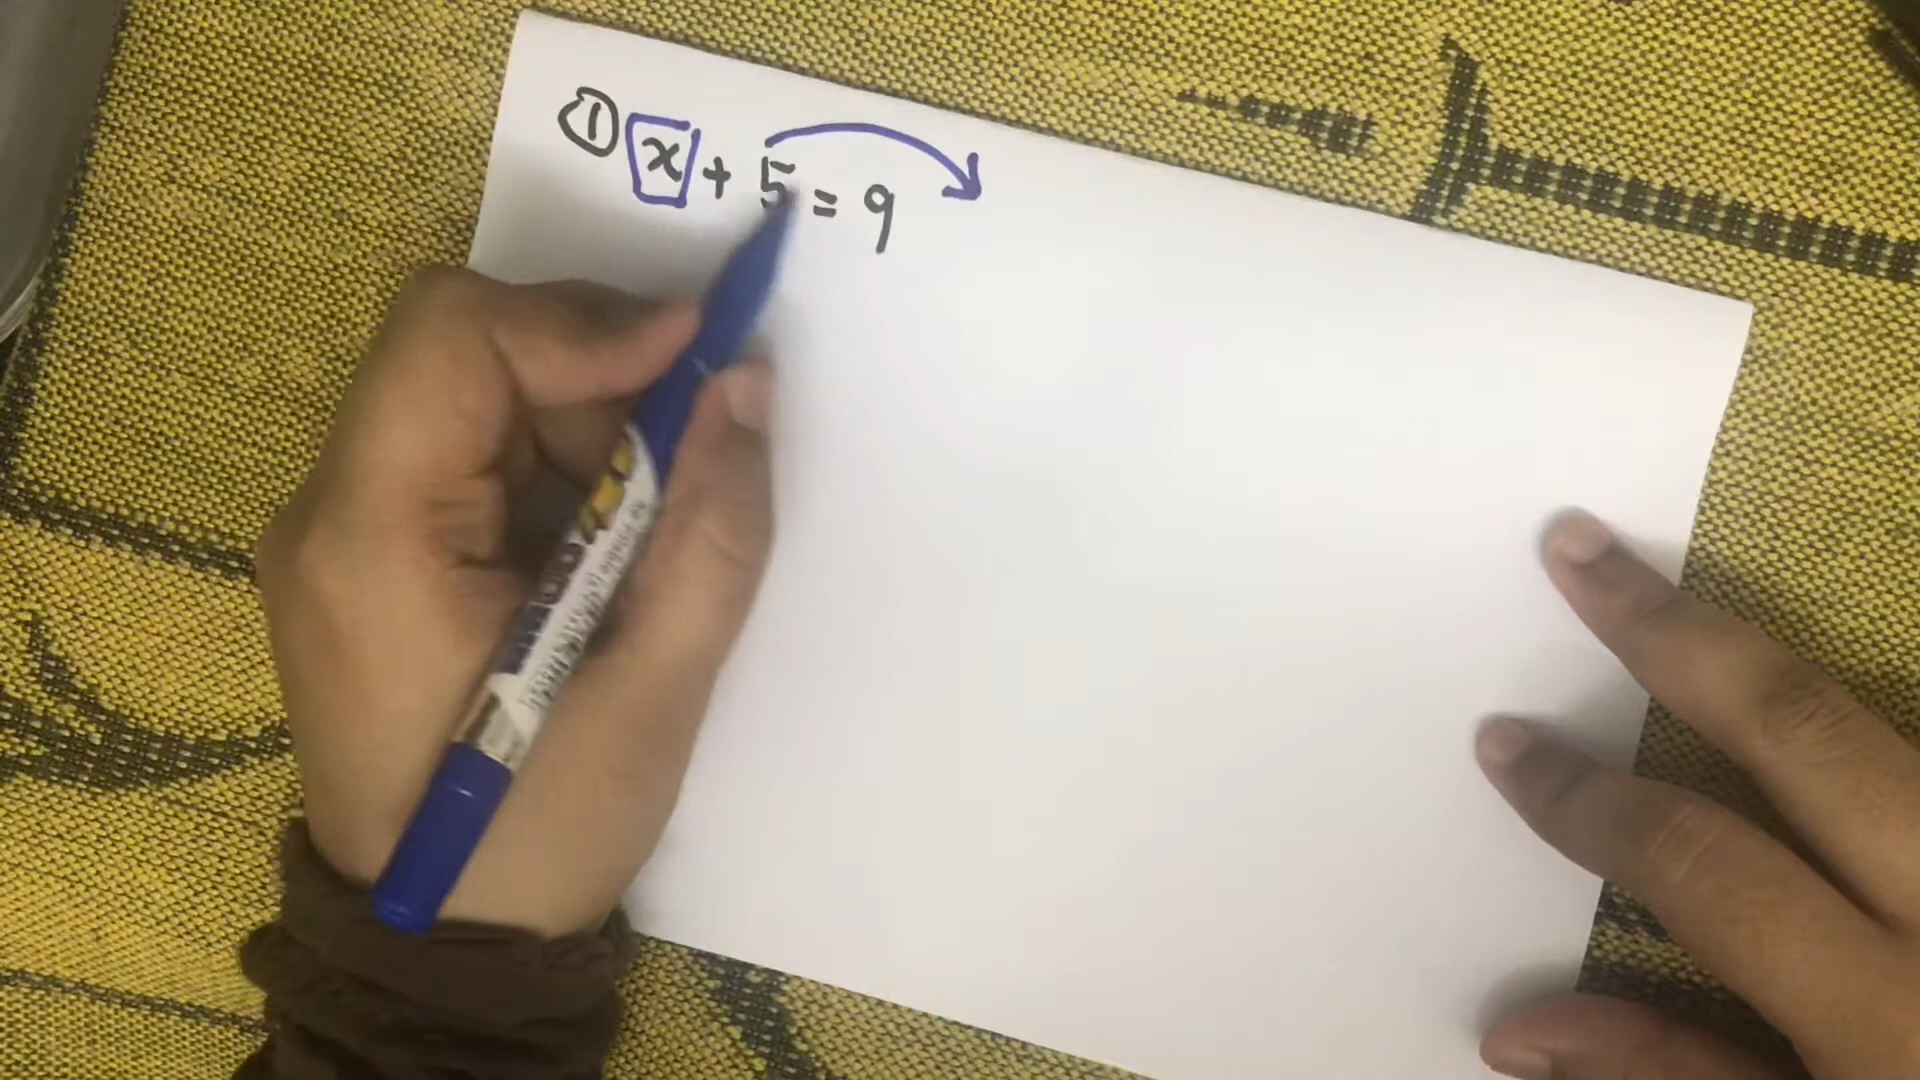 ① x + 5 = 9